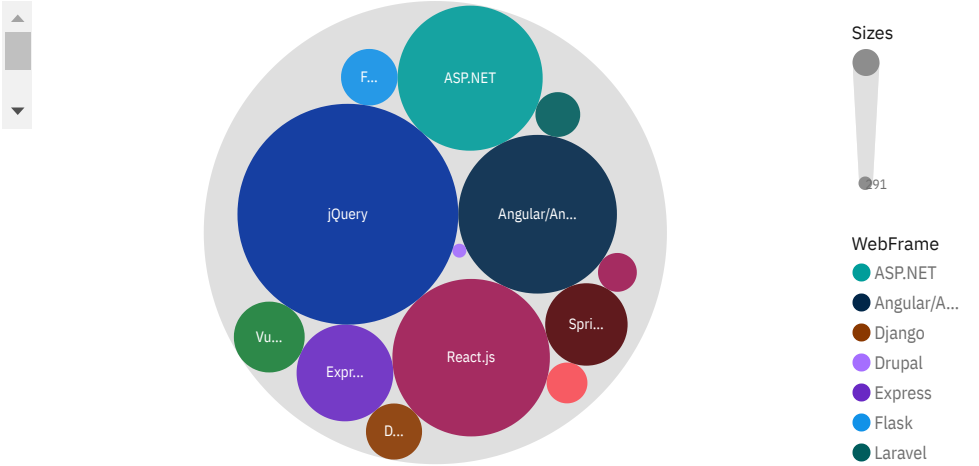 Sizes
291
F...
ASP.NET
jQuery
Angular/An...
Vu...
Expr...
React.js
Spri...
D...
WebFrame
ASP.NET
Angular/A...
Django
Drupal
Express
Flask
Laravel